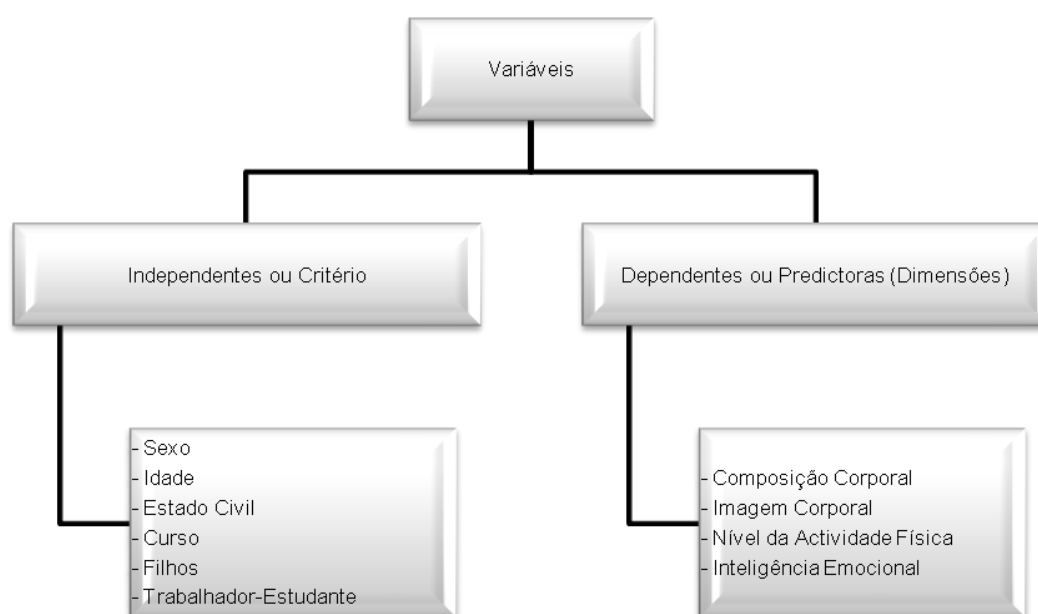 Variáveis
Independentes ou Critério
Dependentes ou Predictoras (Dimensões)
- Sexo
- Idade
- Estado Civil
- Curso
- Filhos
- Trabalhador-Estudante
- Composição Corporal
- Imagem Corporal
- Nível da Actividade Física
- Inteligência Emocional